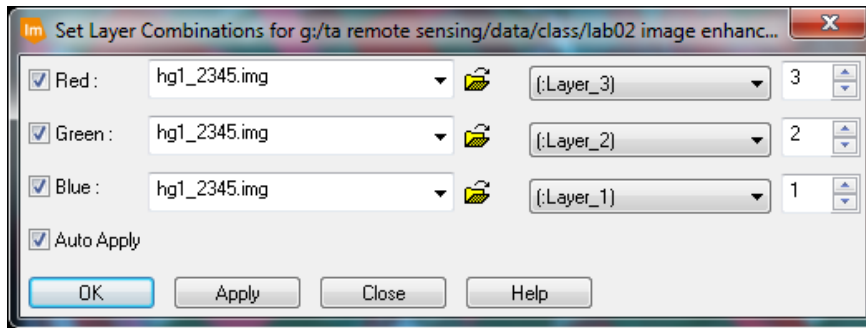 Im Set Layer Combinations for g:/ta remote sensing/data/class/lab02 image enhanc...
Red : hg1_2345.img (:Layer_3) 3
Green : hg1_2345.img (:Layer_2) 2
Blue : hg1_2345.img (:Layer_1) 1
Auto Apply
OK Apply Close Help